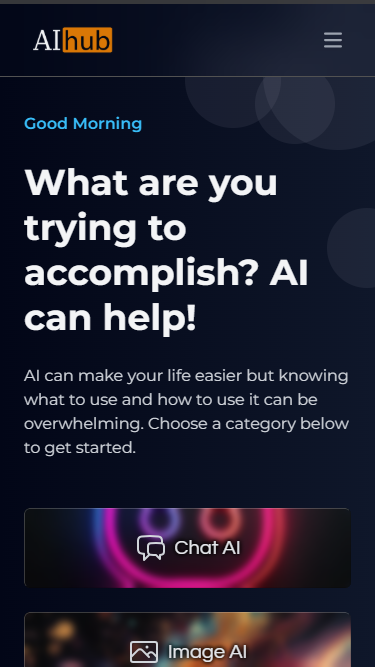 AIhub
Good Morning
What are you
trying to
accomplish? AI
can help!
AI can make your life easier but knowing
what to use and how to use it can be
overwhelming. Choose a category below
to get started.
Chat AI
Image AI